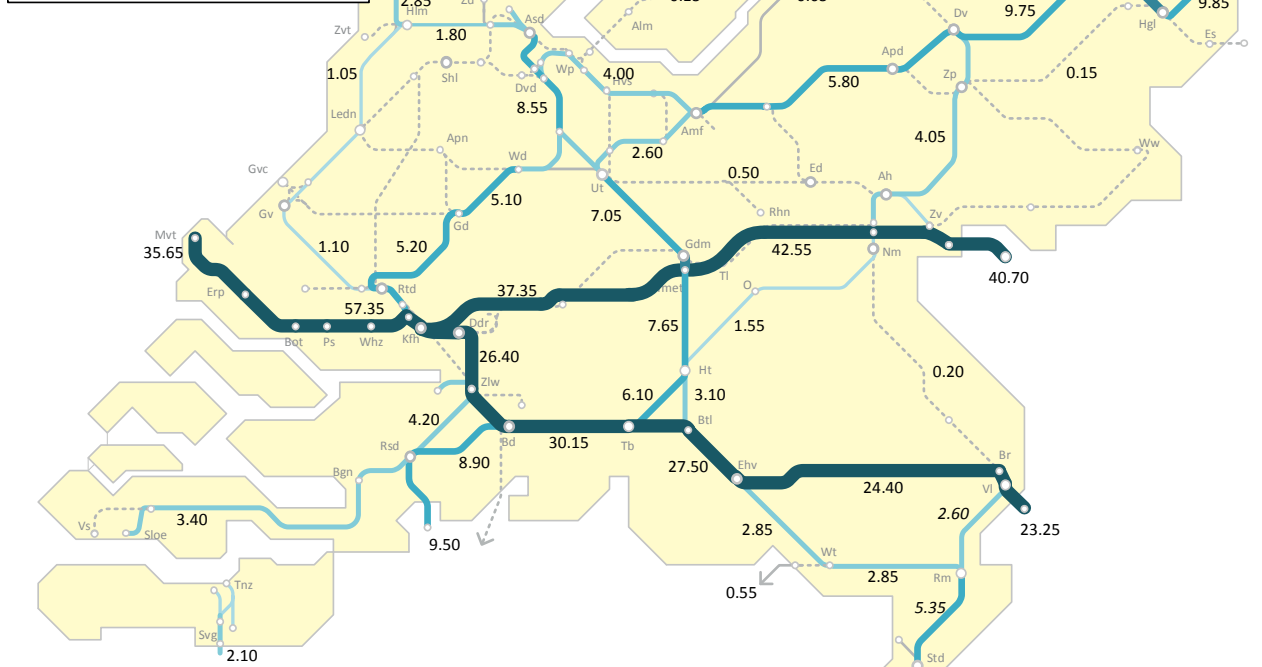 2.85
Hlm
Zvt
1.80
Asd
Alm
Dv
9.75
Hgl
9.85
Es
1.05
Shl
Wp
4.00
Hvs
Dvd
8.55
Apd
5.80
Zp
0.15
Ledn
Apn
Amf
4.05
Ww
Wd
2.60
Gvc
Ut
0.50
Ed
Ah
5.10
7.05
Gv
Gd
Rhn
Zv
Mvt
35.65
1.10
5.20
Gdm
42.55
Nm
Tl
40.70
Erp
Rtd
37.35
met
O
57.35
Ddr
7.65
1.55
Bot
Ps
Whz
Kfh
26.40
Ht
0.20
Zlw
6.10
3.10
4.20
Btl
Rsd
Bd
30.15
Tb
8.90
27.50
Ehv
Br
Bgn
24.40
Vl
Vs
3.40
Sloe
2.85
2.60
23.25
9.50
Wt
0.55
2.85
Rm
Tnz
5.35
Svg
2.10
Std